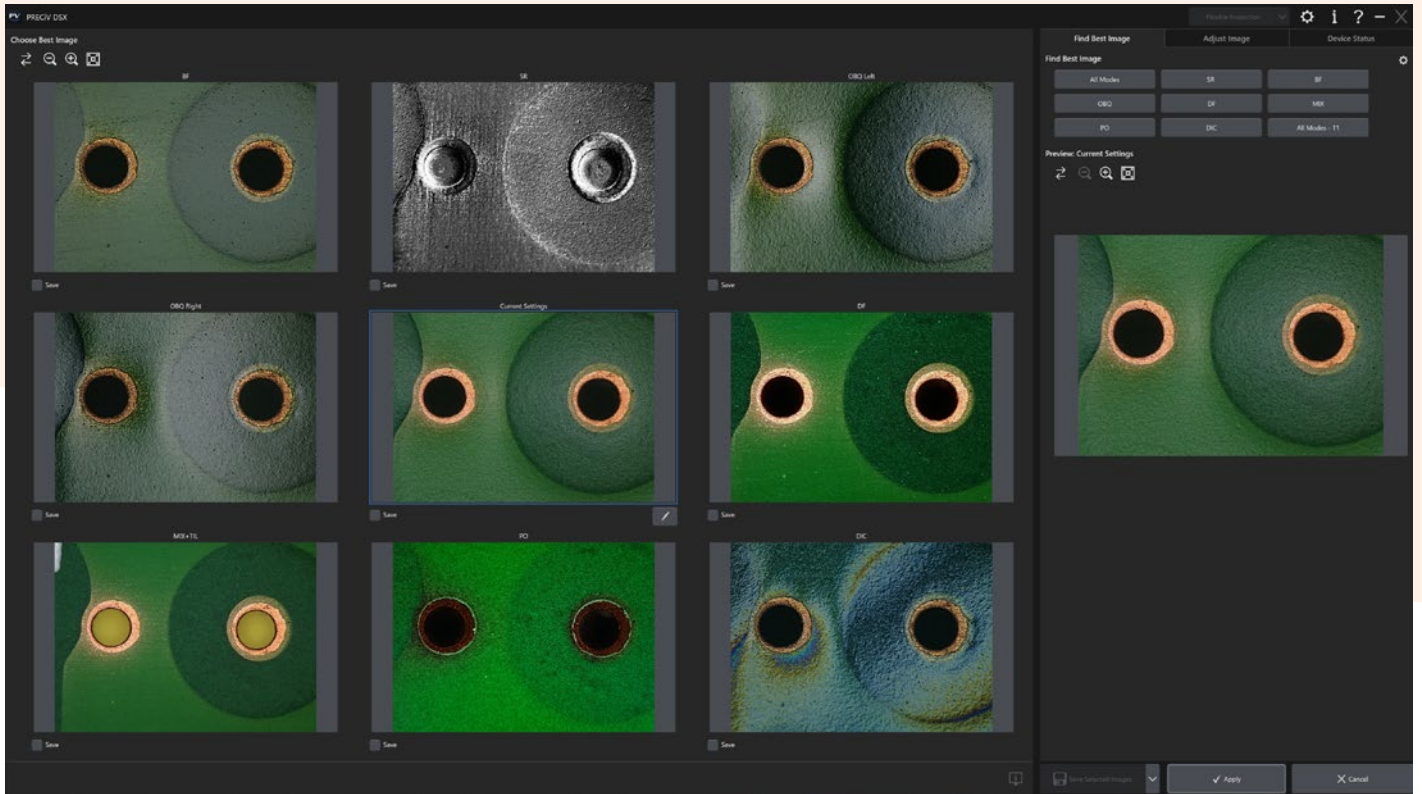 PV PRECiV DSX
Flexible Inspection
i ?
Choose Best Image
BF
SR
OBQ Left
Save
Save
Save
OBQ Right
Current Settings
DF
Save
Save
Save
MIX+TIL
PO
DIC
Save
Save
Save
Find Best Image
Adjust Image
Device Status
Find Best Image
All Modes
SR
BF
OBQ
DF
MIX
PO
DIC
All Modes - T1
Preview: Current Settings
Save Selected Images
Apply
Cancel